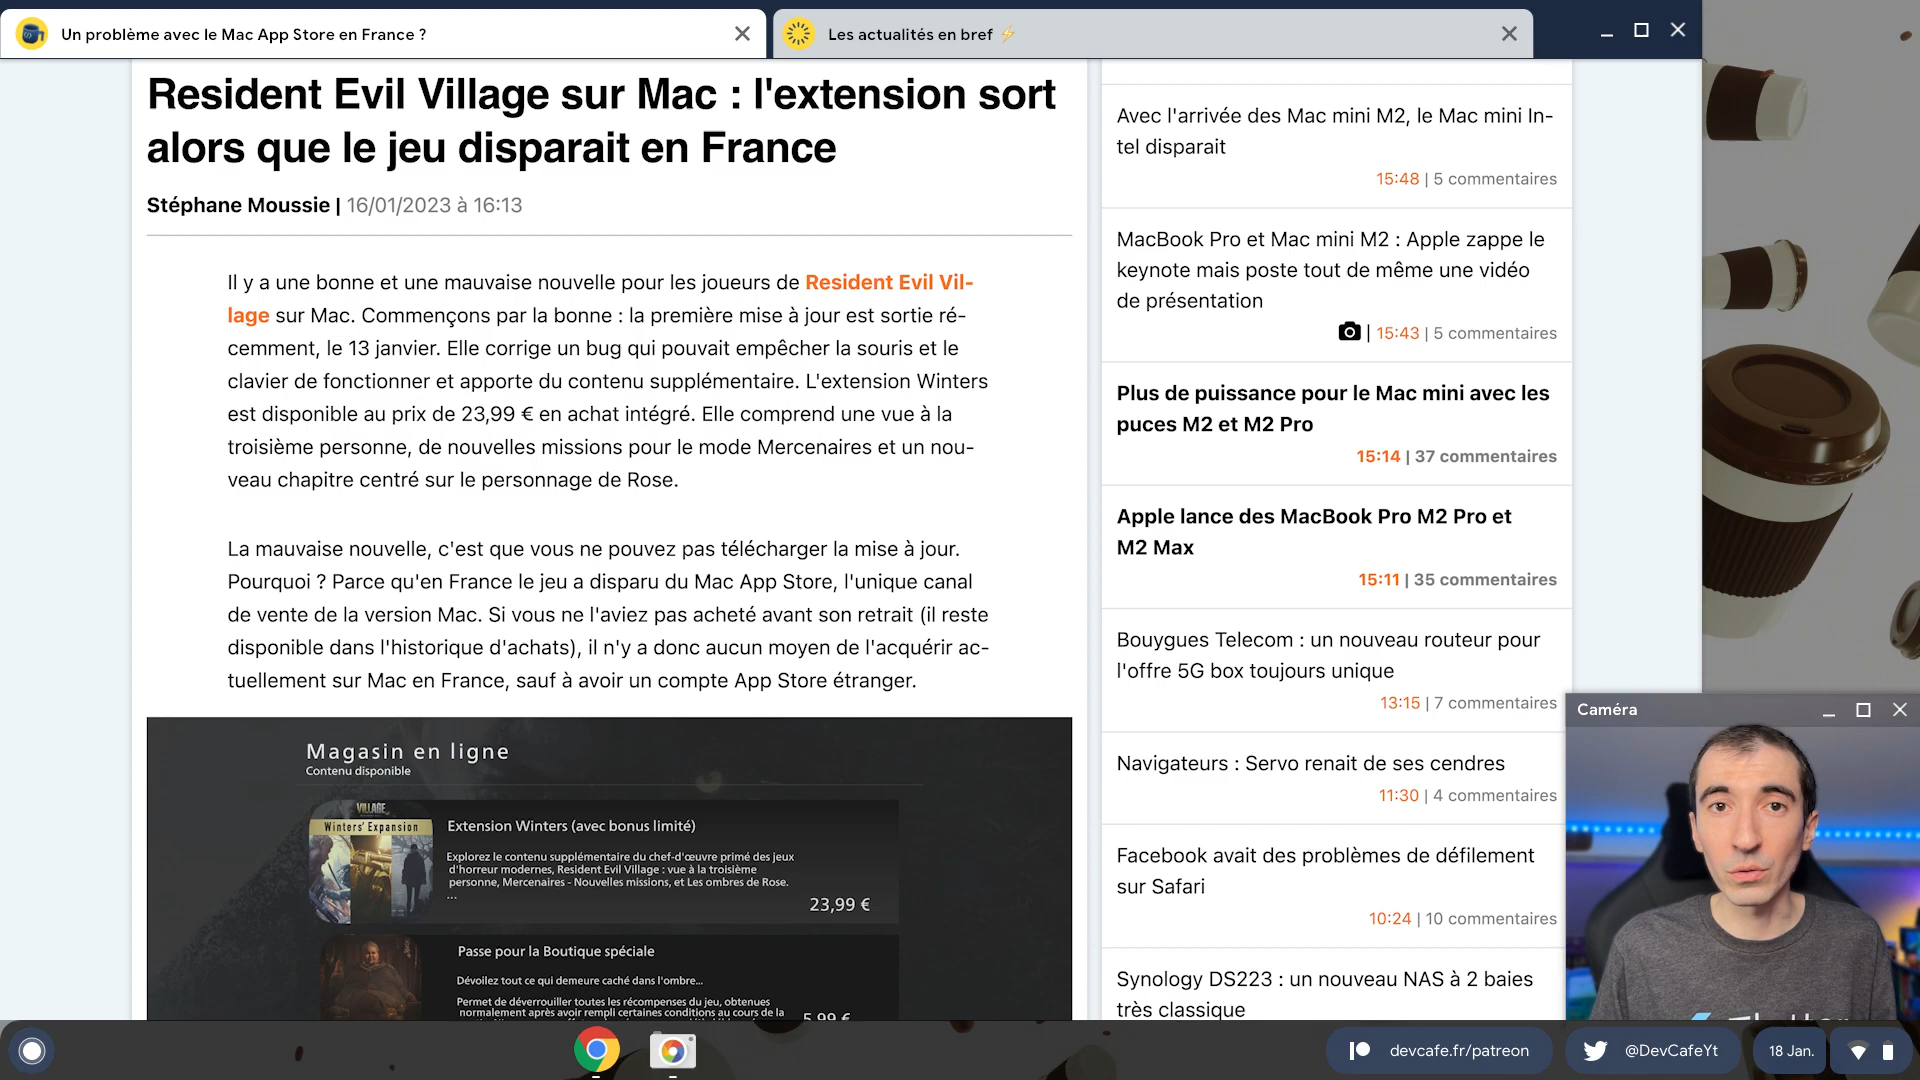 Un problème avec le Mac App Store en France ?
Les actualités en bref ⚡
Resident Evil Village sur Mac : l'extension sort
alors que le jeu disparait en France
Stéphane Moussie | 16/01/2023 à 16:13
Il y a une bonne et une mauvaise nouvelle pour les joueurs de Resident Evil Vil-
lage sur Mac. Commençons par la bonne : la première mise à jour est sortie ré-
cemment, le 13 janvier. Elle corrige un bug qui pouvait empêcher la souris et le
clavier de fonctionner et apporte du contenu supplémentaire. L'extension Winters
est disponible au prix de 23,99 € en achat intégré. Elle comprend une vue à la
troisième personne, de nouvelles missions pour le mode Mercenaires et un nou-
veau chapitre centré sur le personnage de Rose.
La mauvaise nouvelle, c'est que vous ne pouvez pas télécharger la mise à jour.
Pourquoi ? Parce qu'en France le jeu a disparu du Mac App Store, l'unique canal
de vente de la version Mac. Si vous ne l'aviez pas acheté avant son retrait (il reste
disponible dans l'historique d'achats), il n'y a donc aucun moyen de l'acquérir ac-
tuellement sur Mac en France, sauf à avoir un compte App Store étranger.
Magasin en ligne
Contenu disponible
VILLAGE
Winters' Expansion
Extension Winters (avec bonus limité)
Explorez le contenu supplémentaire du chef-d'œuvre primé des jeux
d'horreur modernes, Resident Evil Village : vue à la troisième
personne, Mercenaires - Nouvelles missions, et Les ombres de Rose.
...
23,99 €
Passe pour la Boutique spéciale
Dévoilez tout ce qui demeure caché dans l'ombre...
Permet de déverrouiller toutes les récompenses du jeu, obtenues
normalement après avoir rempli certaines conditions au cours de la
5,99 €
Avec l'arrivée des Mac mini M2, le Mac mini In-
tel disparait
15:48 | 5 commentaires
MacBook Pro et Mac mini M2 : Apple zappe le
keynote mais poste tout de même une vidéo
de présentation
| 15:43 | 5 commentaires
Plus de puissance pour le Mac mini avec les
puces M2 et M2 Pro
15:14 | 37 commentaires
Apple lance des MacBook Pro M2 Pro et
M2 Max
15:11 | 35 commentaires
Bouygues Telecom : un nouveau routeur pour
l'offre 5G box toujours unique
13:15 | 7 commentaires
Navigateurs : Servo renait de ses cendres
11:30 | 4 commentaires
Facebook avait des problèmes de défilement
sur Safari
10:24 | 10 commentaires
Synology DS223 : un nouveau NAS à 2 baies
très classique
Caméra
devcafe.fr/patreon
@DevCafeYt
18 Jan.